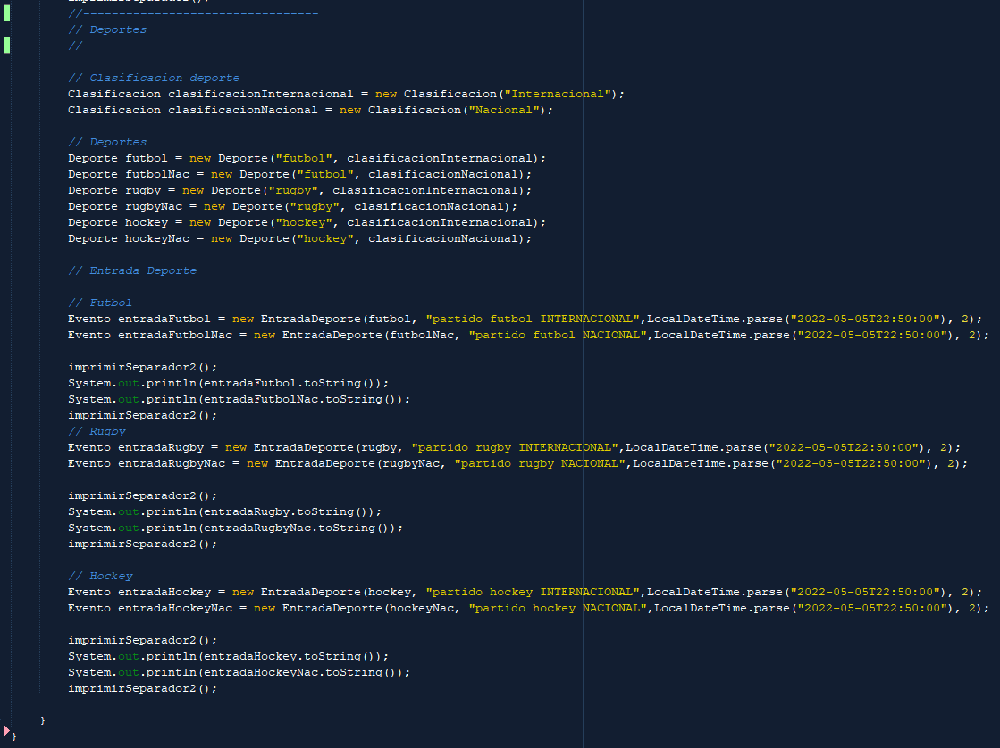 imprimirSeparador();
//---------------------------------
// Deportes
//---------------------------------
// Clasificacion deporte
Clasificacion clasificacionInternacional = new Clasificacion("Internacional");
Clasificacion clasificacionNacional = new Clasificacion("Nacional");
// Deportes
Deporte futbol = new Deporte("futbol", clasificacionInternacional);
Deporte futbolNac = new Deporte("futbol", clasificacionNacional);
Deporte rugby = new Deporte("rugby", clasificacionInternacional);
Deporte rugbyNac = new Deporte("rugby", clasificacionNacional);
Deporte hockey = new Deporte("hockey", clasificacionInternacional);
Deporte hockeyNac = new Deporte("hockey", clasificacionNacional);
// Entrada Deporte
// Futbol
Evento entradaFutbol = new EntradaDeporte(futbol, "partido futbol INTERNACIONAL",LocalDateTime.parse("2022-05-05T22:50:00"), 2);
Evento entradaFutbolNac = new EntradaDeporte(futbolNac, "partido futbol NACIONAL",LocalDateTime.parse("2022-05-05T22:50:00"), 2);
imprimirSeparador2();
System.out.println(entradaFutbol.toString());
System.out.println(entradaFutbolNac.toString());
imprimirSeparador2();
// Rugby
Evento entradaRugby = new EntradaDeporte(rugby, "partido rugby INTERNACIONAL",LocalDateTime.parse("2022-05-05T22:50:00"), 2);
Evento entradaRugbyNac = new EntradaDeporte(rugbyNac, "partido rugby NACIONAL",LocalDateTime.parse("2022-05-05T22:50:00"), 2);
imprimirSeparador2();
System.out.println(entradaRugby.toString());
System.out.println(entradaRugbyNac.toString());
imprimirSeparador2();
// Hockey
Evento entradaHockey = new EntradaDeporte(hockey, "partido hockey INTERNACIONAL",LocalDateTime.parse("2022-05-05T22:50:00"), 2);
Evento entradaHockeyNac = new EntradaDeporte(hockeyNac, "partido hockey NACIONAL",LocalDateTime.parse("2022-05-05T22:50:00"), 2);
imprimirSeparador2();
System.out.println(entradaHockey.toString());
System.out.println(entradaHockeyNac.toString());
imprimirSeparador2();
}
}